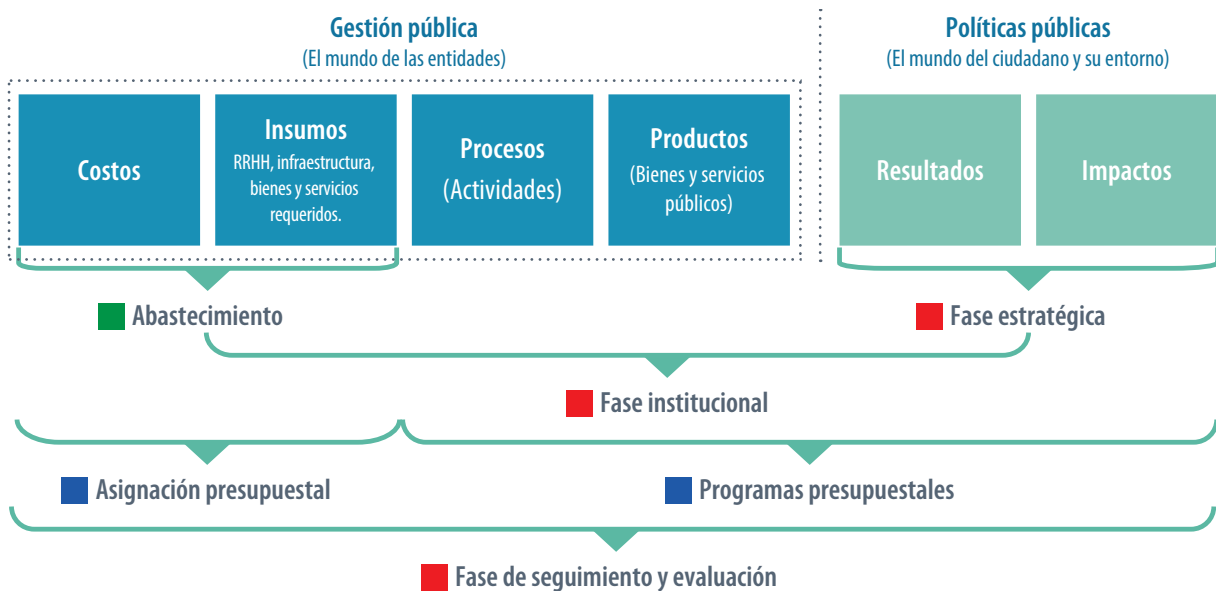 Gestión pública
(El mundo de las entidades)
Políticas públicas
(El mundo del ciudadano y su entorno)
Costos
Insumos
RRHH, infraestructura,
bienes y servicios
requeridos.
Procesos
(Actividades)
Productos
(Bienes y servicios
públicos)
Resultados
Impactos
Abastecimiento
Fase estratégica
Fase institucional
Asignación presupuestal
Programas presupuestales
Fase de seguimiento y evaluación